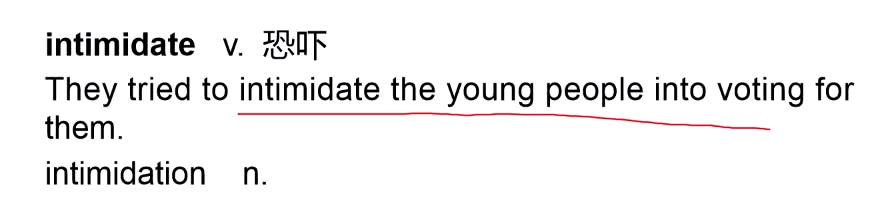 intimidate v. 恐吓
They tried to intimidate the young people into voting for
them.
intimidation n.